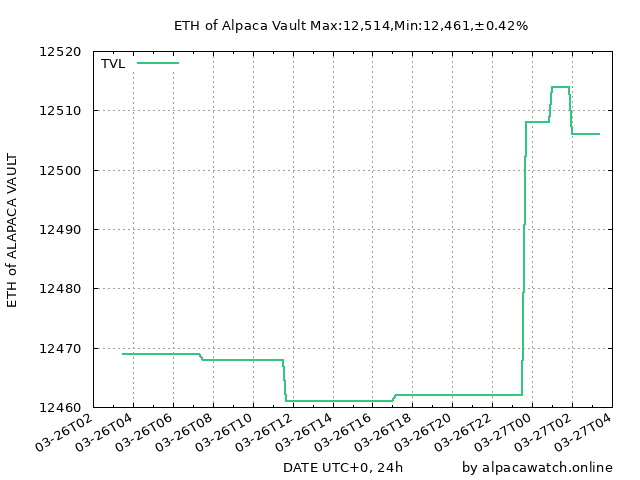 ETH of Alpaca Vault Max:12,514,Min:12,461,±0.42%
TVL
12520
12510
12500
12490
12480
12470
12460
ETH of ALAPACA VAULT
03-26T02
03-26T04
03-26T06
03-26T08
03-26T10
03-26T12
03-26T14
03-26T16
03-26T18
03-26T20
03-26T22
03-27T00
03-27T02
03-27T04
DATE UTC+0, 24h
by alpacawatch.online